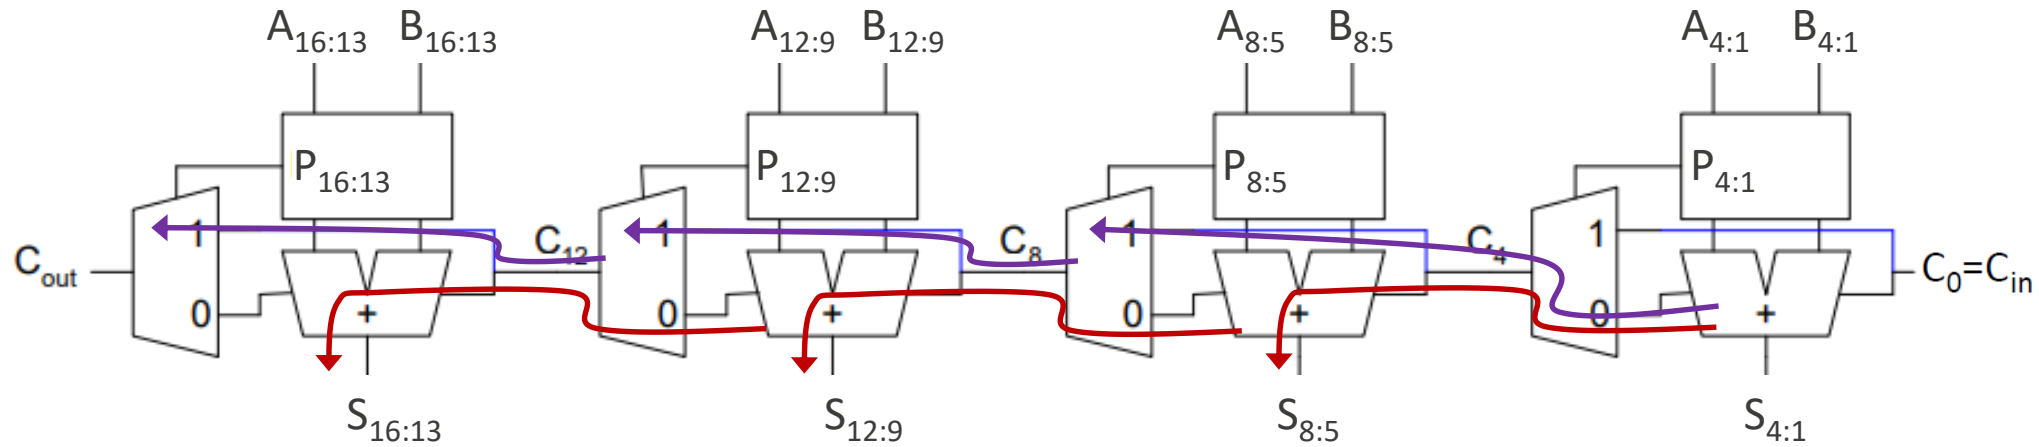 A16:13 B16:13 A12:9 B12:9 A8:5 B8:5 A4:1 B4:1
P16:13 P12:9 P8:5 P4:1
1 1 1 1
Cout C12 C8 C4 C0=Cin
0 + 0 + 0 + 0 +
S16:13 S12:9 S8:5 S4:1